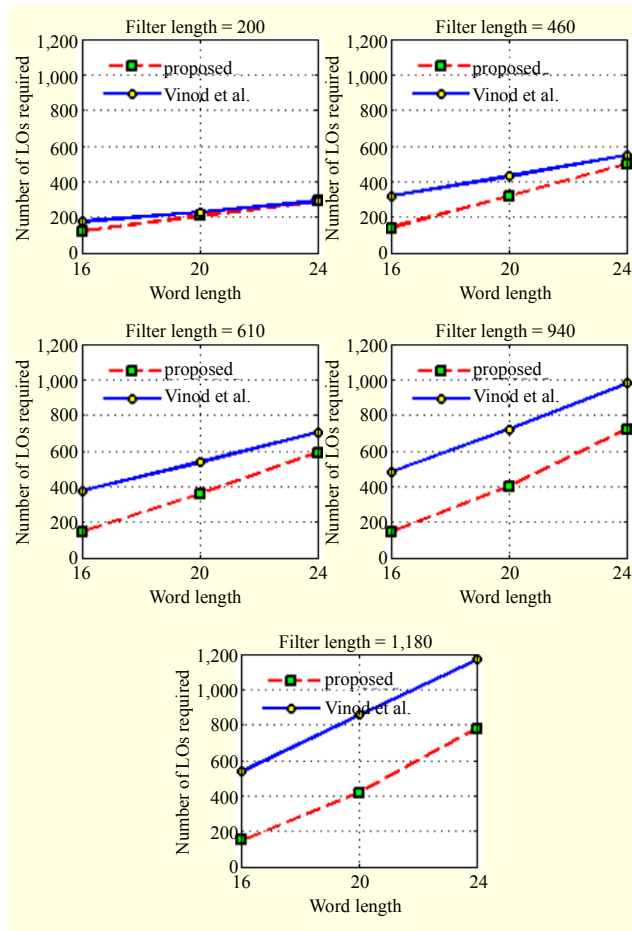 Filter length = 200
Number of LOs required
1,200
1,000
800
600
400
200
0
proposed
Vinod et al.
16 20 24
Word length
Filter length = 460
Number of LOs required
1,200
1,000
800
600
400
200
0
proposed
Vinod et al.
16 20 24
Word length
Filter length = 610
Number of LOs required
1,200
1,000
800
600
400
200
0
proposed
Vinod et al.
16 20 24
Word length
Filter length = 940
Number of LOs required
1,200
1,000
800
600
400
200
0
proposed
Vinod et al.
16 20 24
Word length
Filter length = 1,180
Number of LOs required
1,200
1,000
800
600
400
200
0
proposed
Vinod et al.
16 20 24
Word length